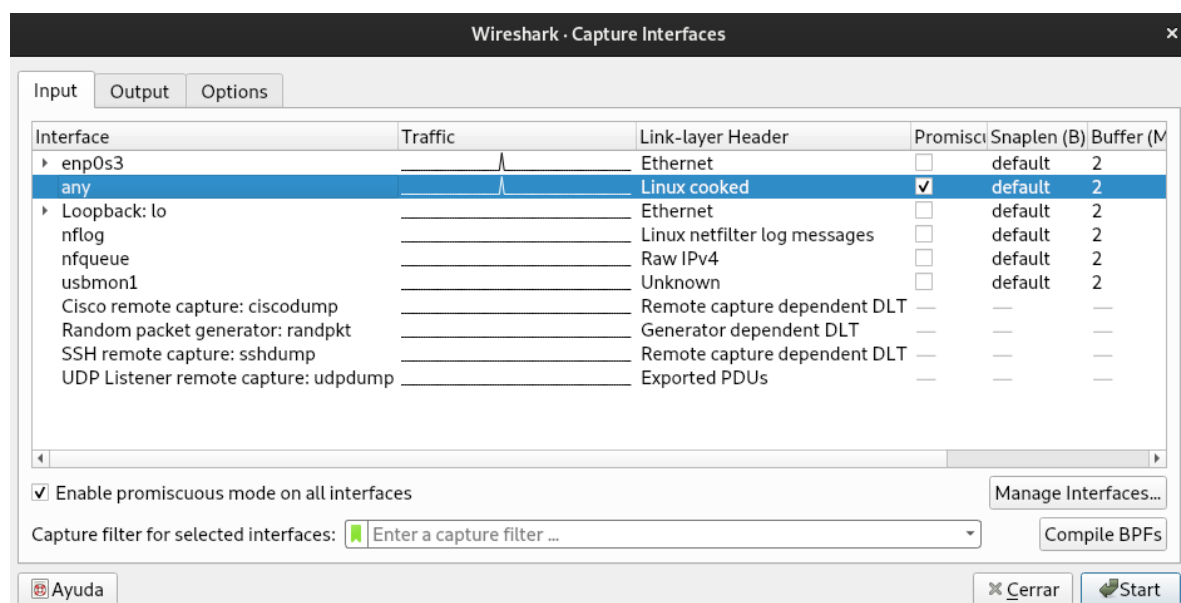 Wireshark · Capture Interfaces ×
Input Output Options
Interface Traffic Link-layer Header Promiscu Snaplen (B) Buffer (M
enp0s3 Ethernet default 2
any Linux cooked default 2
Loopback: lo Ethernet default 2
nflog Linux netfilter log messages default 2
nfqueue Raw IPv4 default 2
usbmon1 Unknown default 2
Cisco remote capture: ciscodump Remote capture dependent DLT — — —
Random packet generator: randpkt Generator dependent DLT — — —
SSH remote capture: sshdump Remote capture dependent DLT — — —
UDP Listener remote capture: udpdump Exported PDUs — — —
Enable promiscuous mode on all interfaces Manage Interfaces...
Capture filter for selected interfaces: Enter a capture filter ... Compile BPFs
Ayuda Cerrar Start